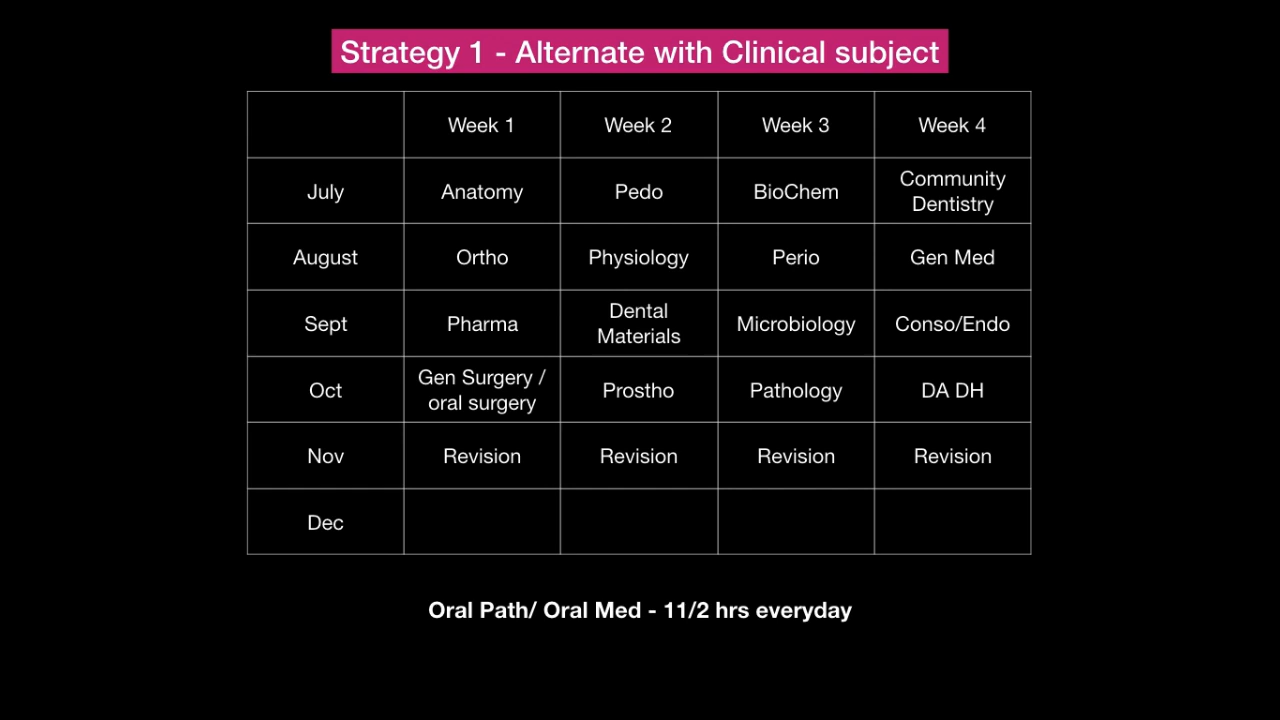 Strategy 1 - Alternate with Clinical subject
Week 1 Week 2 Week 3 Week 4
July Anatomy Pedo BioChem Community Dentistry
August Ortho Physiology Perio Gen Med
Sept Pharma Dental Materials Microbiology Conso/Endo
Oct Gen Surgery / oral surgery Prostho Pathology DA DH
Nov Revision Revision Revision Revision
Dec
Oral Path/ Oral Med - 11/2 hrs everyday